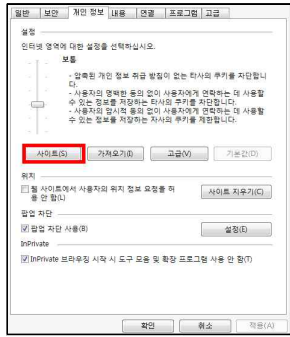 일반 보안 개인 정보 내용 연결 프로그램 고급
설정
인터넷 영역에 대한 설정을 선택하십시오.
보통
- 압축된 개인 정보 취급 방침이 없는 타사의 쿠키를 차단합니
다.
- 사용자의 명백한 동의 없이 사용자에게 연락하는 데 사용할
수 있는 정보를 저장하는 타사의 쿠키를 차단합니다.
- 사용자의 암시적 동의 없이 사용자에게 연락하는 데 사용할
수 있는 정보를 저장하는 자사의 쿠키를 제한합니다.
사이트(S) 가져오기(I) 고급(V) 기본값(D)
위치
웹 사이트에서 사용자의 위치 정보 요청을 허
용 안 함(L)
사이트 지우기(C)
팝업 차단
팝업 차단 사용(B) 설정(E)
InPrivate
InPrivate 브라우징 시작 시 도구 모음 및 확장 프로그램 사용 안 함(T)
확인 취소 적용(A)